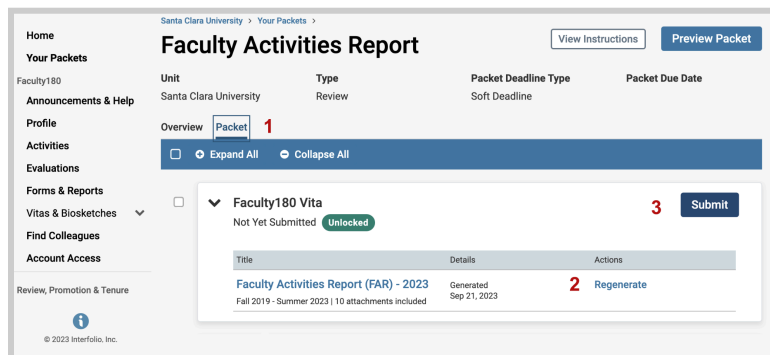 Santa Clara University > Your Packets >
Faculty Activities Report
View Instructions
Preview Packet
Home
Your Packets
Faculty180
Announcements & Help
Profile
Activities
Evaluations
Forms & Reports
Vitas & Biosketches
Find Colleagues
Account Access
Review, Promotion & Tenure
© 2023 Interfolio, Inc.
Unit Type Packet Deadline Type Packet Due Date
Santa Clara University Review Soft Deadline
Overview Packet 1
Expand All Collapse All
Faculty180 Vita
3 Submit
Not Yet Submitted Unlocked
Title Details Actions
Faculty Activities Report (FAR) - 2023
Fall 2019 - Summer 2023 | 10 attachments included
Generated
Sep 21, 2023
2 Regenerate